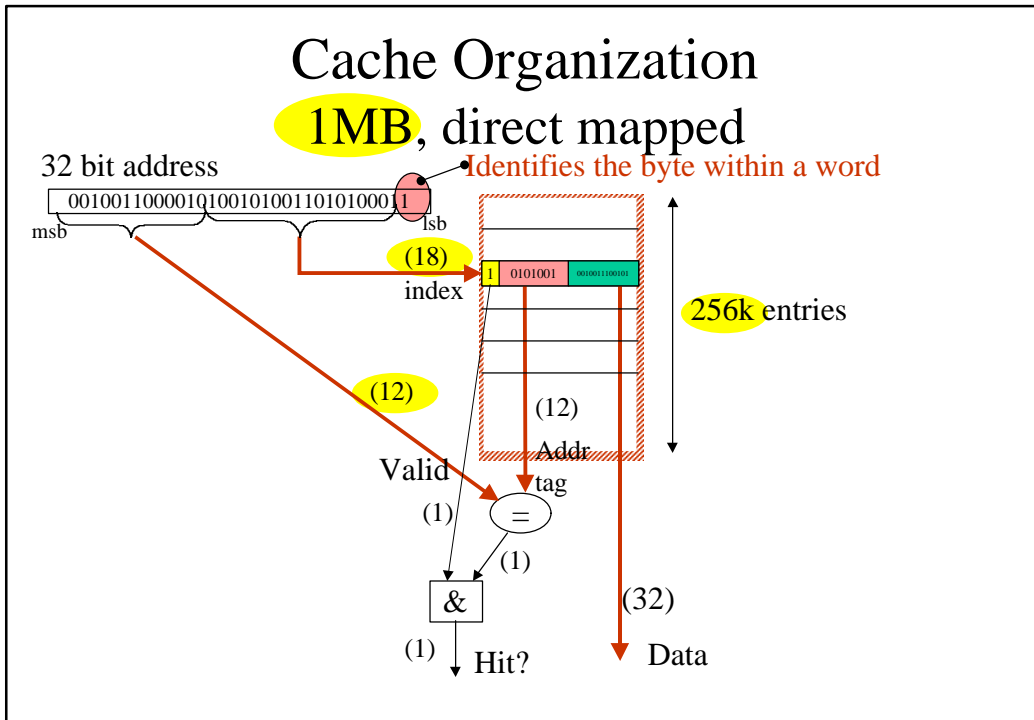 Cache Organization
1MB, direct mapped
32 bit address
Identifies the byte within a word
00100110000101001010011010100011
msb
lsb
(18)
index
1 0101001 0010011100101
256k entries
(12)
(12)
Addr
tag
Valid
(1)
=
(1)
&
(32)
(1)
Hit?
Data